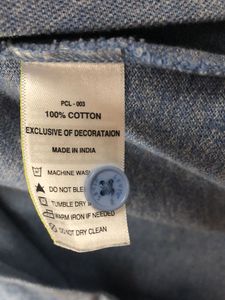 PCL - 003
100% COTTON
EXCLUSIVE OF DECORATAION
MADE IN INDIA
MACHINE WASH
DO NOT BLE
TUMBLE DRY
WARM IRON IF NEEDED
DO NOT DRY CLEAN